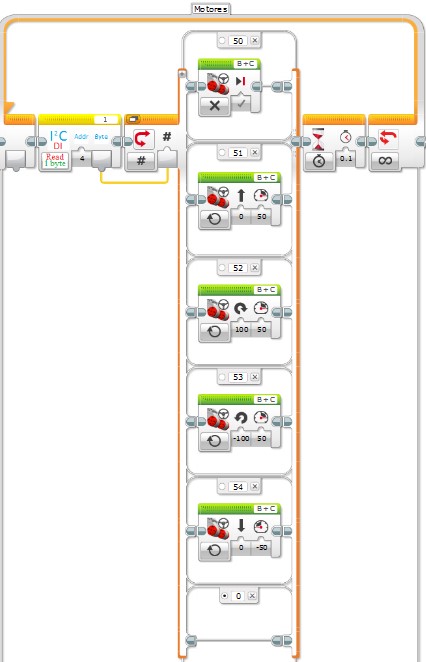 Motores
50
B+C
1
I²C Addr Byte
DI
Read 1 byte
4
#
#
0.1
∞
51
B+C
0 50
52
B+C
100 50
53
B+C
-100 50
54
B+C
0 -50
0